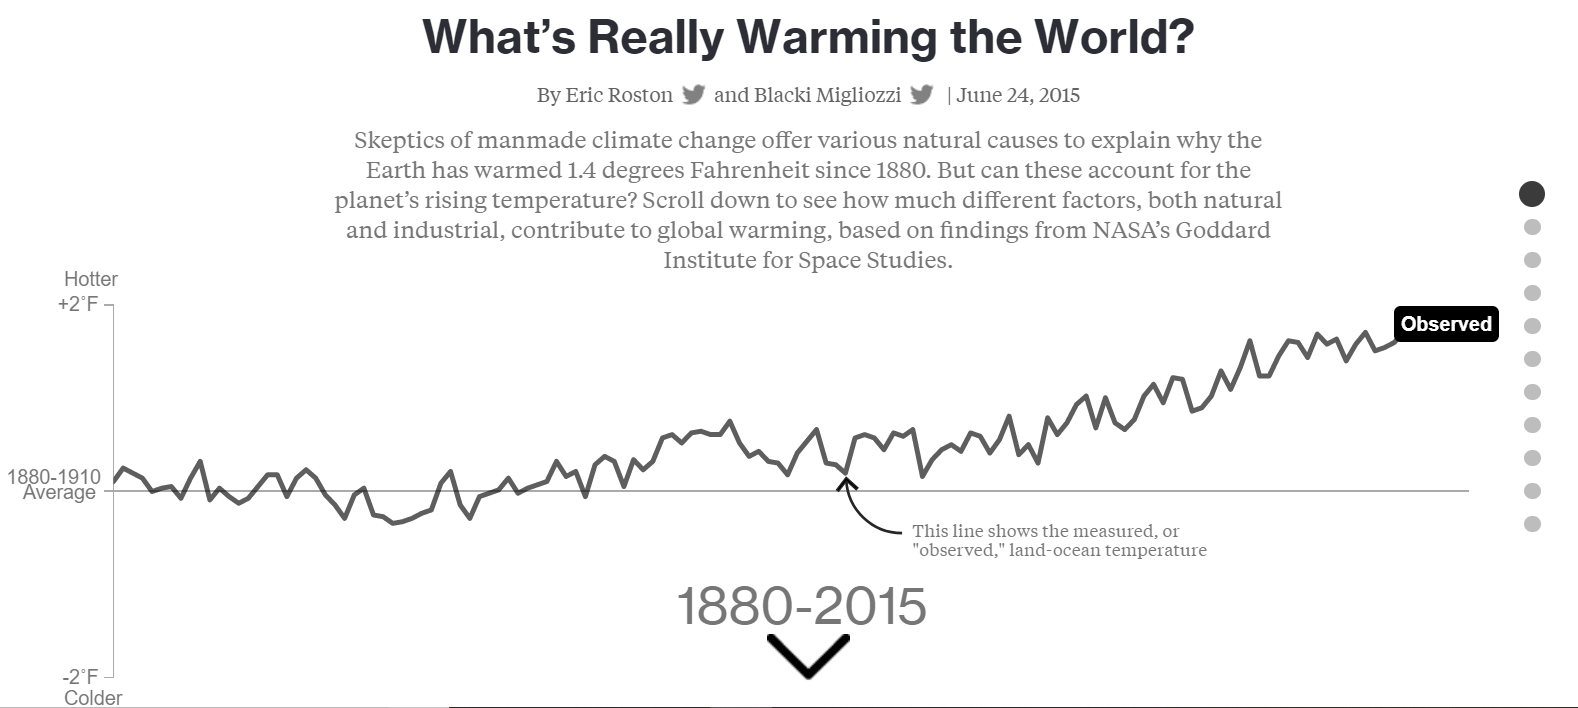 What’s Really Warming the World?
By Eric Roston and Blacki Migliozzi | June 24, 2015
Skeptics of manmade climate change offer various natural causes to explain why the
Earth has warmed 1.4 degrees Fahrenheit since 1880. But can these account for the
planet’s rising temperature? Scroll down to see how much different factors, both natural
and industrial, contribute to global warming, based on findings from NASA’s Goddard
Institute for Space Studies.
Hotter
+2°F
Observed
1880-1910
Average
This line shows the measured, or
"observed," land-ocean temperature
1880-2015
-2°F
Colder